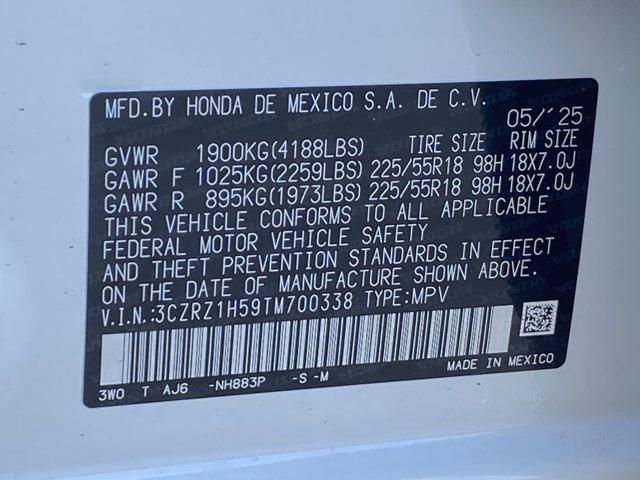 MFD.BY HONDA DE MEXICO S.A. DE C.V.
05/'25
GVWR 1900KG(4188LBS) TIRE SIZE RIM SIZE
GAWR F 1025KG(2259LBS) 225/55R18 98H 18X7.0J
GAWR R 895KG(1973LBS) 225/55R18 98H 18X7.0J
THIS VEHICLE CONFORMS TO ALL APPLICABLE
FEDERAL MOTOR VEHICLE SAFETY
AND THEFT PREVENTION STANDARDS IN EFFECT
ON THE DATE OF MANUFACTURE SHOWN ABOVE.
V.I.N.:3CZRZ1H59TM700338 TYPE:MPV
MADE IN MEXICO
3WO T AJ6 -NH883P -S -M